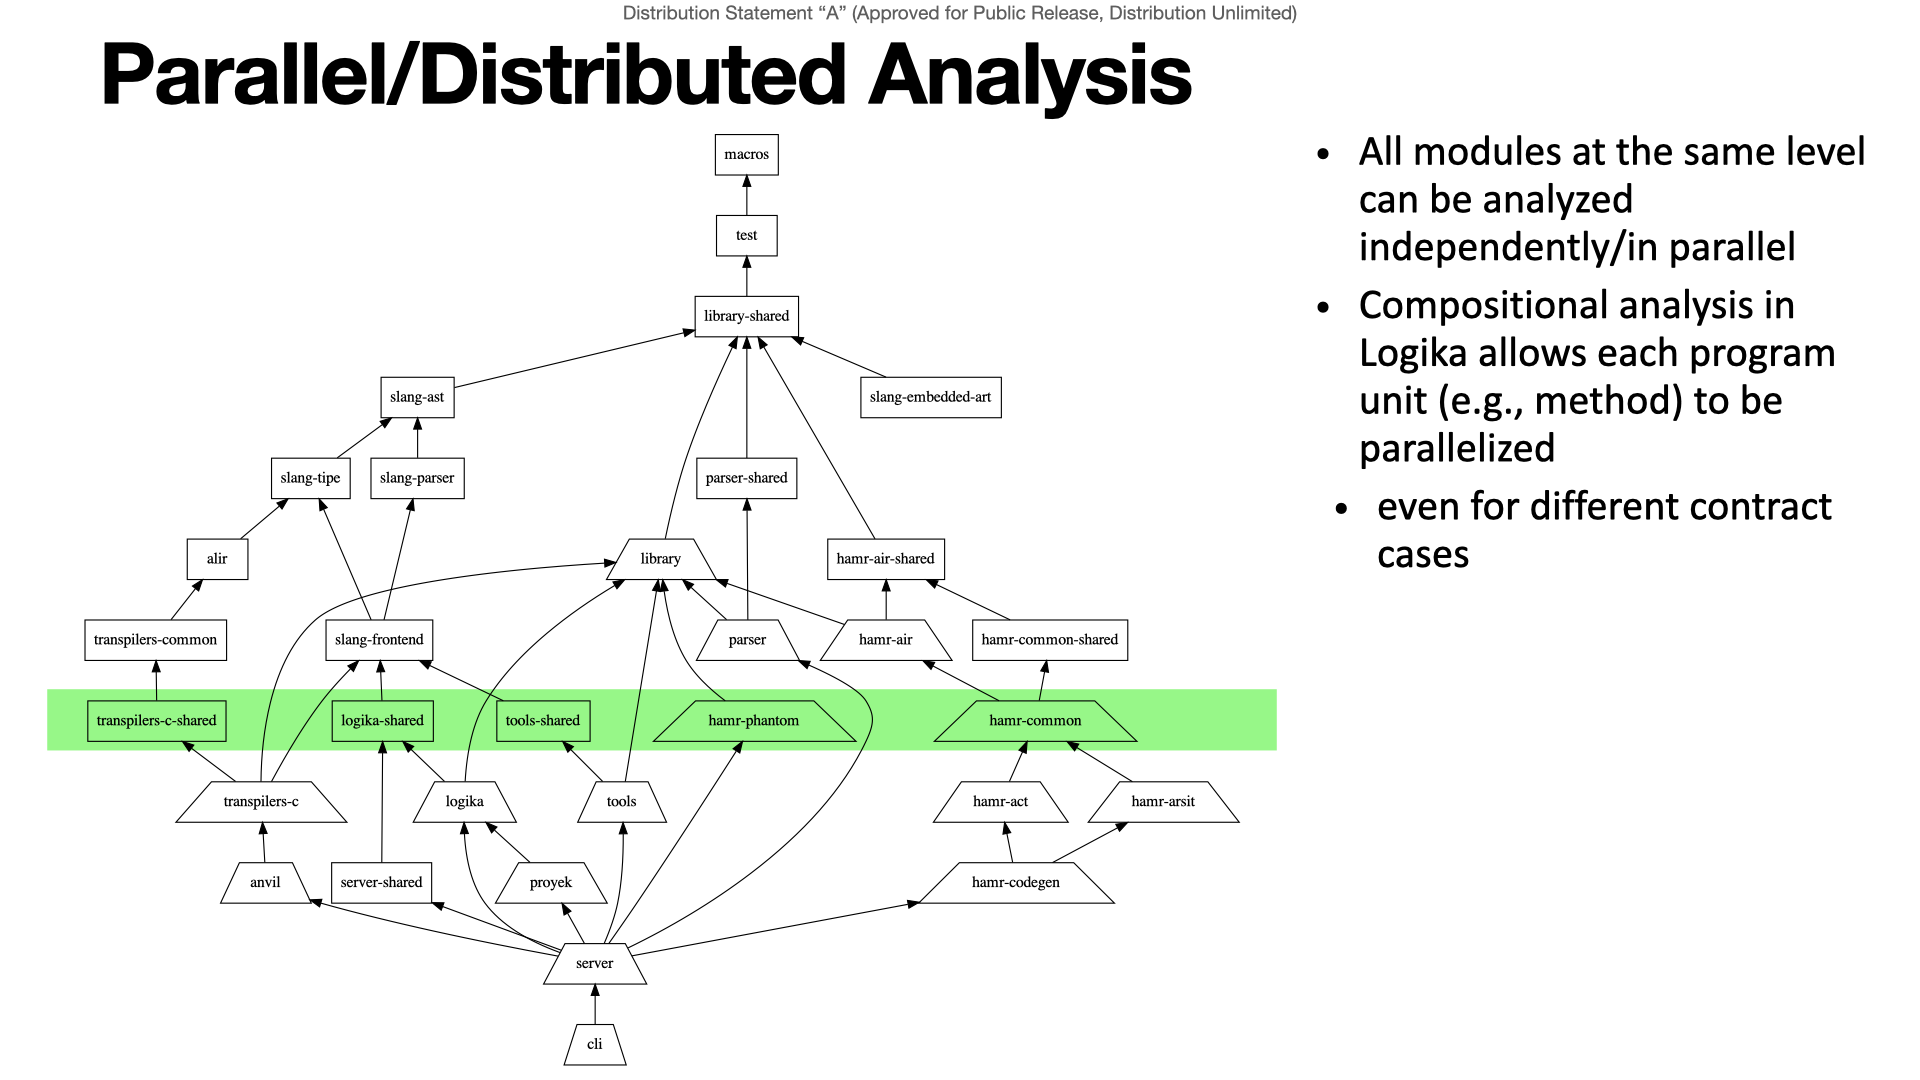 Distribution Statement “A” (Approved for Public Release, Distribution Unlimited)
Parallel/Distributed Analysis
macros
test
library-shared
slang-ast
slang-embedded-art
slang-tipe
slang-parser
parser-shared
alir
library
hamr-air-shared
transpilers-common
slang-frontend
parser
hamr-air
hamr-common-shared
transpilers-c-shared
logika-shared
tools-shared
hamr-phantom
hamr-common
transpilers-c
logika
tools
hamr-act
hamr-arsit
anvil
server-shared
proyek
hamr-codegen
server
cli
• All modules at the same level
can be analyzed
independently/in parallel
• Compositional analysis in
Logika allows each program
unit (e.g., method) to be
parallelized
• even for different contract
cases